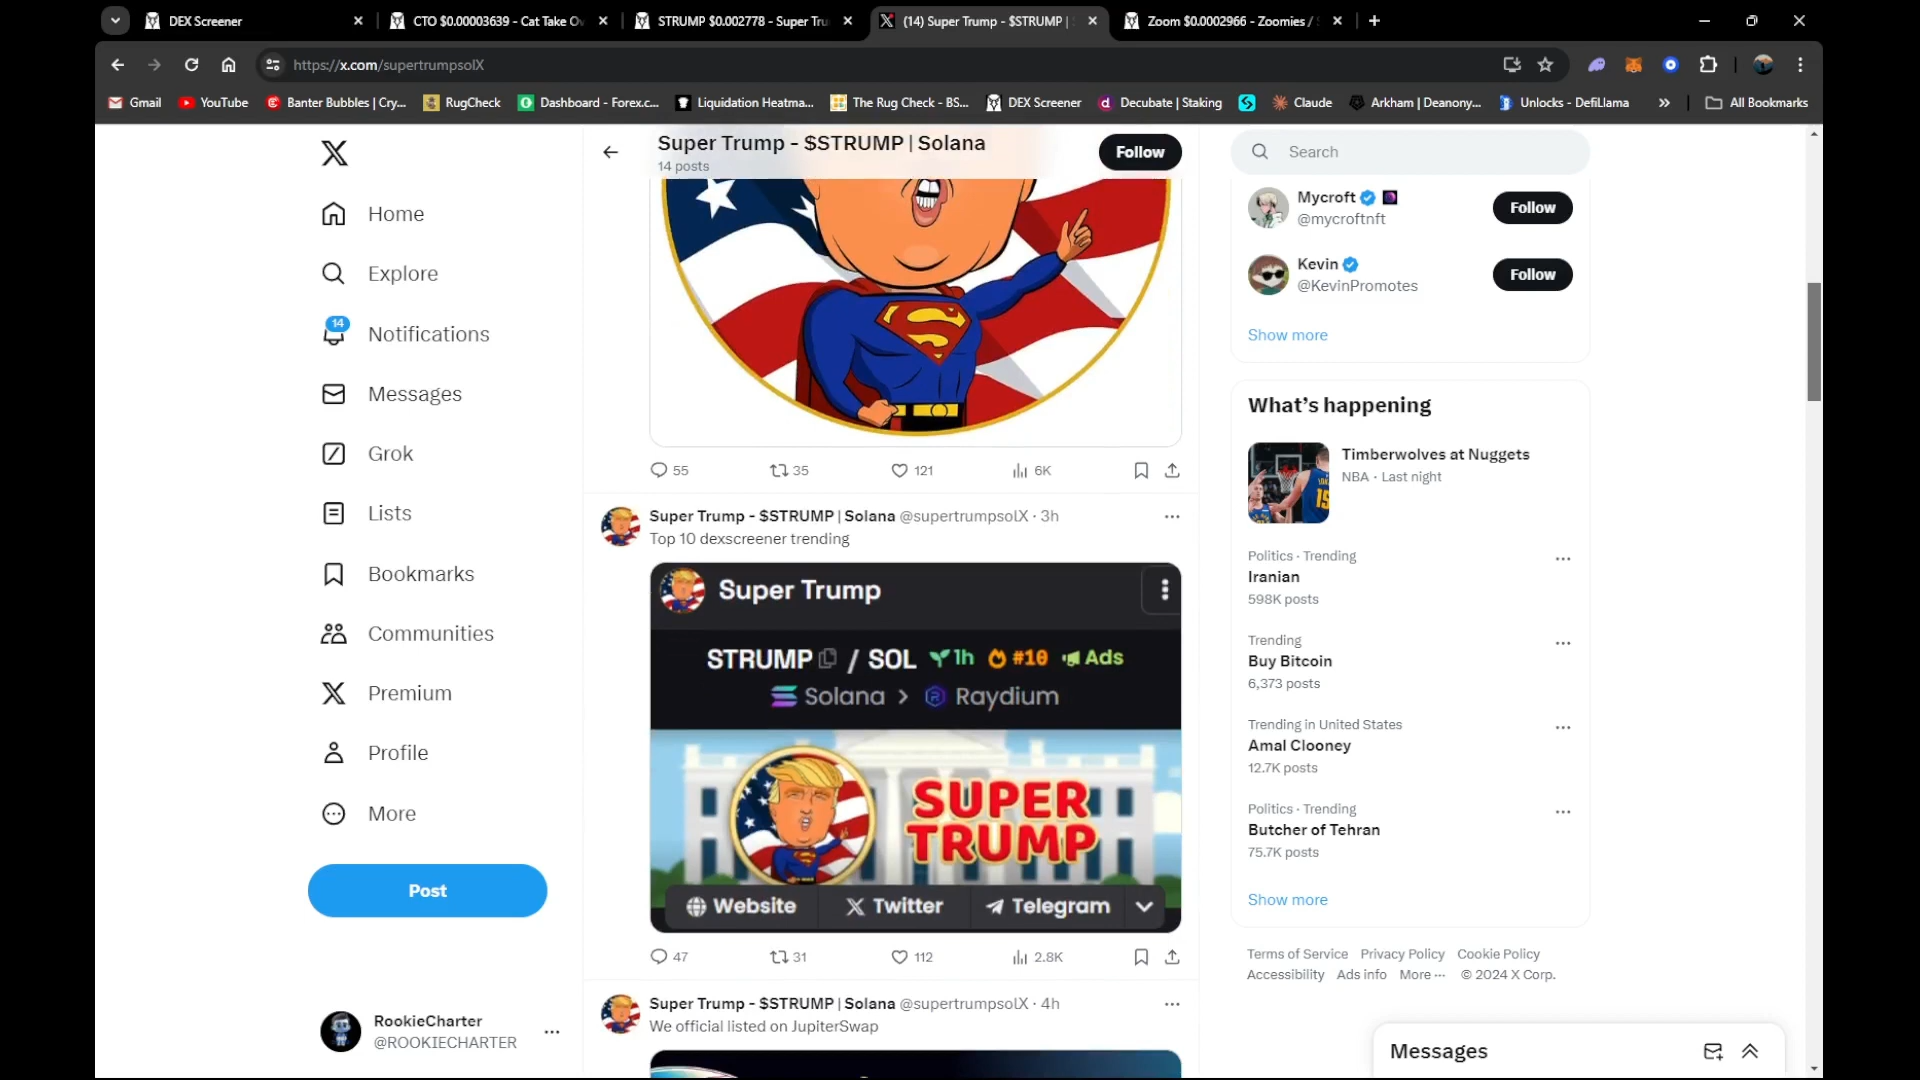 DEX Screener
CTO $0.00003639 - Cat Take Ov
STRUMP $0.002778 - Super Tru
(14) Super Trump - $STRUMP |
Zoom $0.0002966 - Zoomies /
https://x.com/supertrumpsolX
Gmail
YouTube
Banter Bubbles | Cry...
RugCheck
Dashboard - Forex.c...
Liquidation Heatma...
The Rug Check - BS...
DEX Screener
Decubate | Staking
Claude
Arkham | Deanony...
Unlocks - DefiLlama
All Bookmarks
Home
Explore
14
Notifications
Messages
Grok
Lists
Bookmarks
Communities
Premium
Profile
More
Post
RookieCharter
@ROOKIECHARTER
Super Trump - $STRUMP | Solana
14 posts
Follow
55
35
121
6K
Super Trump - $STRUMP | Solana @supertrumpsolX · 3h
Top 10 dexscreener trending
Super Trump
STRUMP / SOL 1h #10 Ads
Solana > Raydium
SUPER
TRUMP
Website
Twitter
Telegram
47
31
112
2.8K
Super Trump - $STRUMP | Solana @supertrumpsolX · 4h
We official listed on JupiterSwap
Search
Mycroft
@mycroftnft
Follow
Kevin
@KevinPromotes
Follow
Show more
What's happening
Timberwolves at Nuggets
NBA · Last night
15
Politics · Trending
Iranian
598K posts
Trending
Buy Bitcoin
6,373 posts
Trending in United States
Amal Clooney
12.7K posts
Politics · Trending
Butcher of Tehran
75.7K posts
Show more
Terms of Service Privacy Policy Cookie Policy
Accessibility Ads info More ··· © 2024 X Corp.
Messages